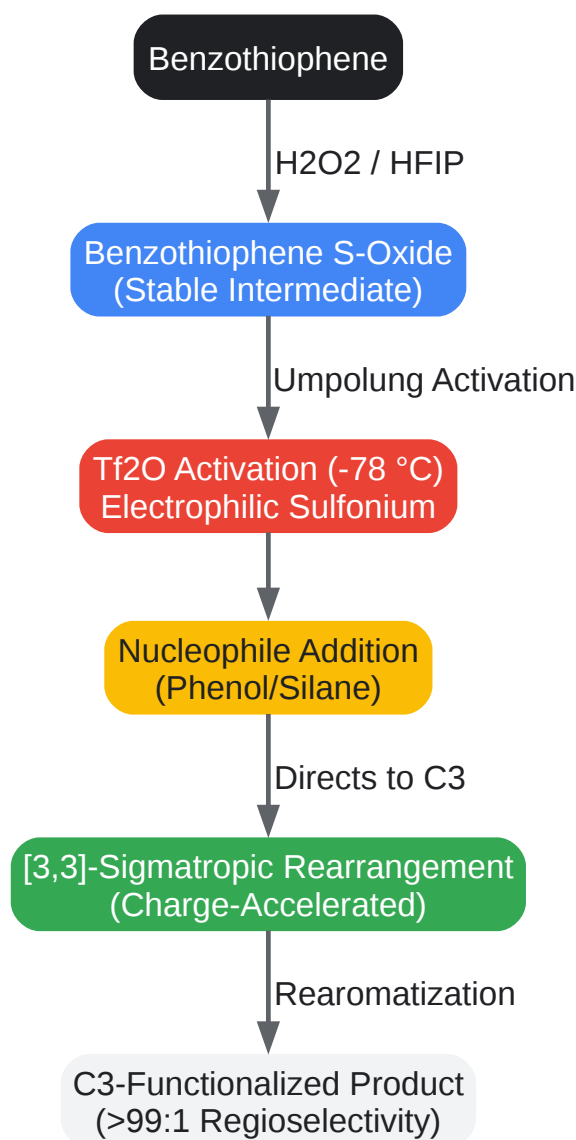 Benzothiophene
H2O2 / HFIP
Benzothiophene S-Oxide
(Stable Intermediate)
Umpolung Activation
Tf2O Activation (-78 °C)
Electrophilic Sulfonium
Nucleophile Addition
(Phenol/Silane)
Directs to C3
[3,3]-Sigmatropic Rearrangement
(Charge-Accelerated)
Rearomatization
C3-Functionalized Product
(>99:1 Regioselectivity)